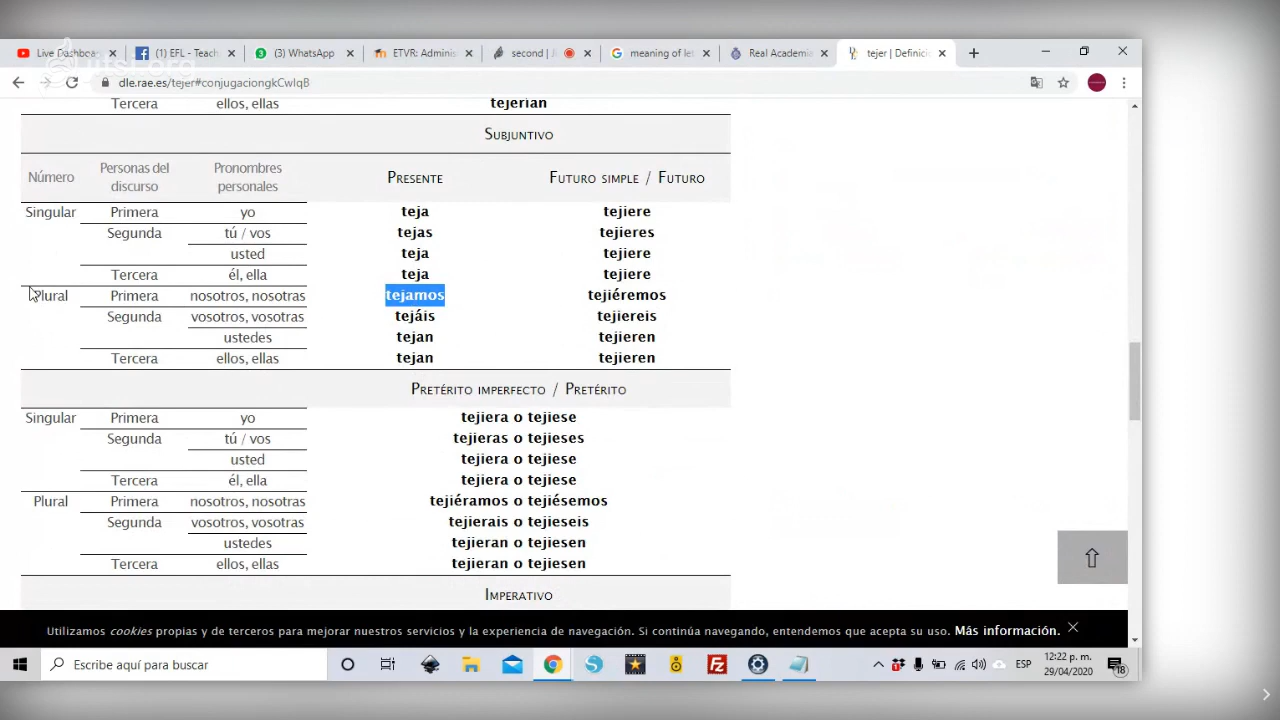 Live Dashboa
(1) EFL - Teach
(3) WhatsApp
ETVR: Adminis
second | Ji
meaning of let
Real Academia
tejer | Definici
jitsi.org
dle.rae.es/tejer#conjugaciongkCwlqB
Tercera ellos, ellas tejerían
Subjuntivo
Número Personas del discurso Pronombres personales Presente Futuro simple / Futuro
Singular Primera yo teja tejiere
Segunda tú / vos tejas tejieres
usted teja tejiere
Tercera él, ella teja tejiere
Plural Primera nosotros, nosotras tejamos tejiéremos
Segunda vosotros, vosotras tejáis tejiereis
ustedes tejan tejieren
Tercera ellos, ellas tejan tejieren
Pretérito imperfecto / Pretérito
Singular Primera yo tejiera o tejiese
Segunda tú / vos tejieras o tejieses
usted tejiera o tejiese
Tercera él, ella tejiera o tejiese
Plural Primera nosotros, nosotras tejiéramos o tejiésemos
Segunda vosotros, vosotras tejierais o tejieseis
ustedes tejieran o tejiesen
Tercera ellos, ellas tejieran o tejiesen
Imperativo
Utilizamos cookies propias y de terceros para mejorar nuestros servicios y la experiencia de navegación. Si continúa navegando, entendemos que acepta su uso. Más información.
Escribe aquí para buscar
ESP
12:22 p. m.
29/04/2020
18